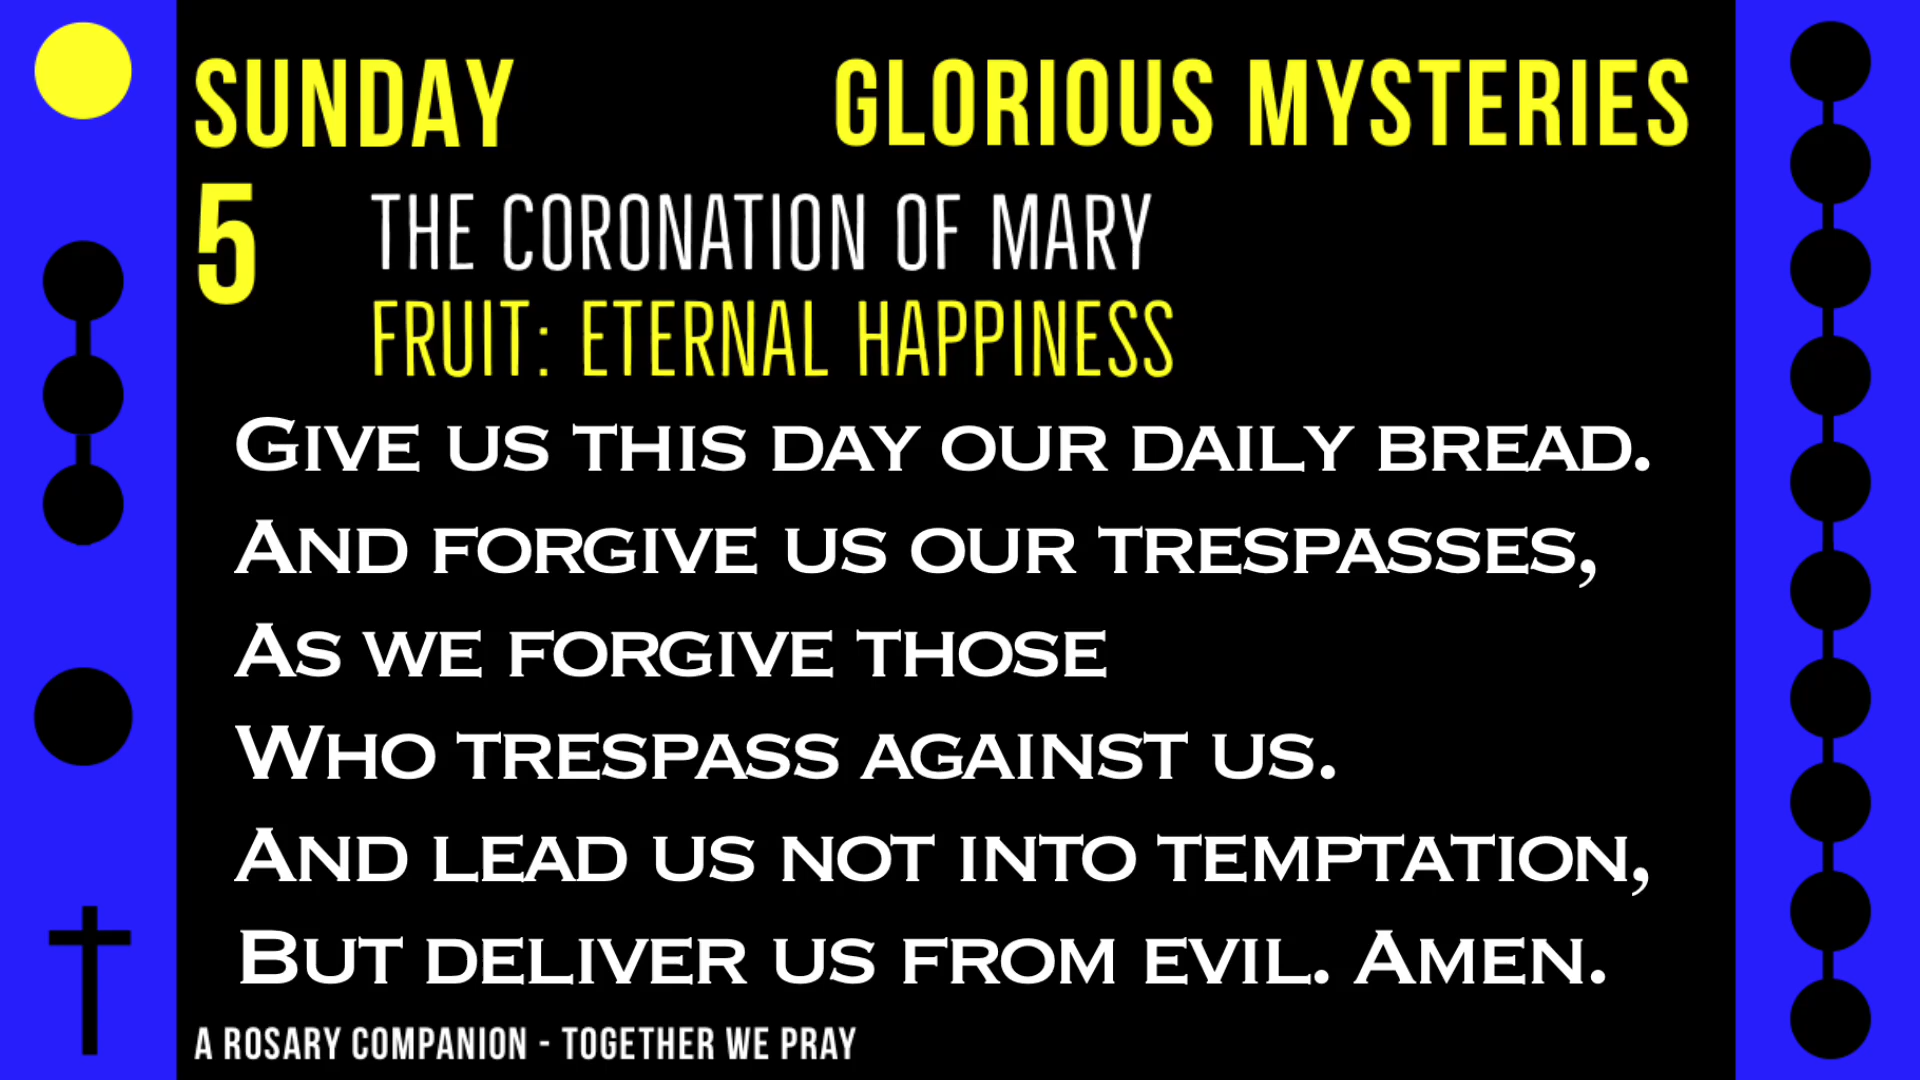 SUNDAY GLORIOUS MYSTERIES
5 THE CORONATION OF MARY
FRUIT: ETERNAL HAPPINESS
GIVE US THIS DAY OUR DAILY BREAD.
AND FORGIVE US OUR TRESPASSES,
AS WE FORGIVE THOSE
WHO TRESPASS AGAINST US.
AND LEAD US NOT INTO TEMPTATION,
BUT DELIVER US FROM EVIL. AMEN.
A ROSARY COMPANION - TOGETHER WE PRAY